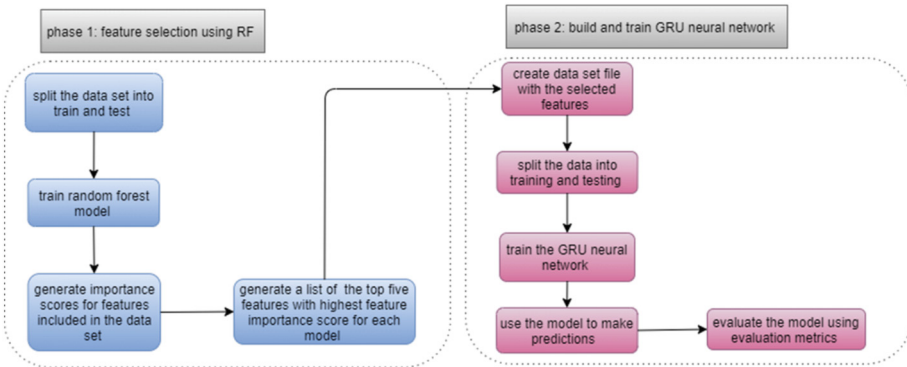 phase 1: feature selection using RF
split the data set into
train and test
train random forest
model
generate importance
scores for features
included in the data
set
generate a list of the top five
features with highest feature
importance score for each
model
phase 2: build and train GRU neural network
create data set file
with the selected
features
split the data into
training and testing
train the GRU neural
network
use the model to make
predictions
evaluate the model using
evaluation metrics